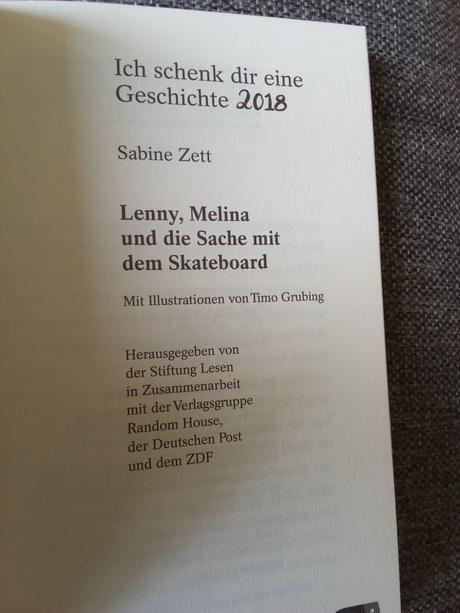 Ich schenk dir eine
Geschichte 2018
Sabine Zett
Lenny, Melina
und die Sache mit
dem Skateboard
Mit Illustrationen von Timo Grubing
Herausgegeben von
der Stiftung Lesen
in Zusammenarbeit
mit der Verlagsgruppe
Random House,
der Deutschen Post
und dem ZDF